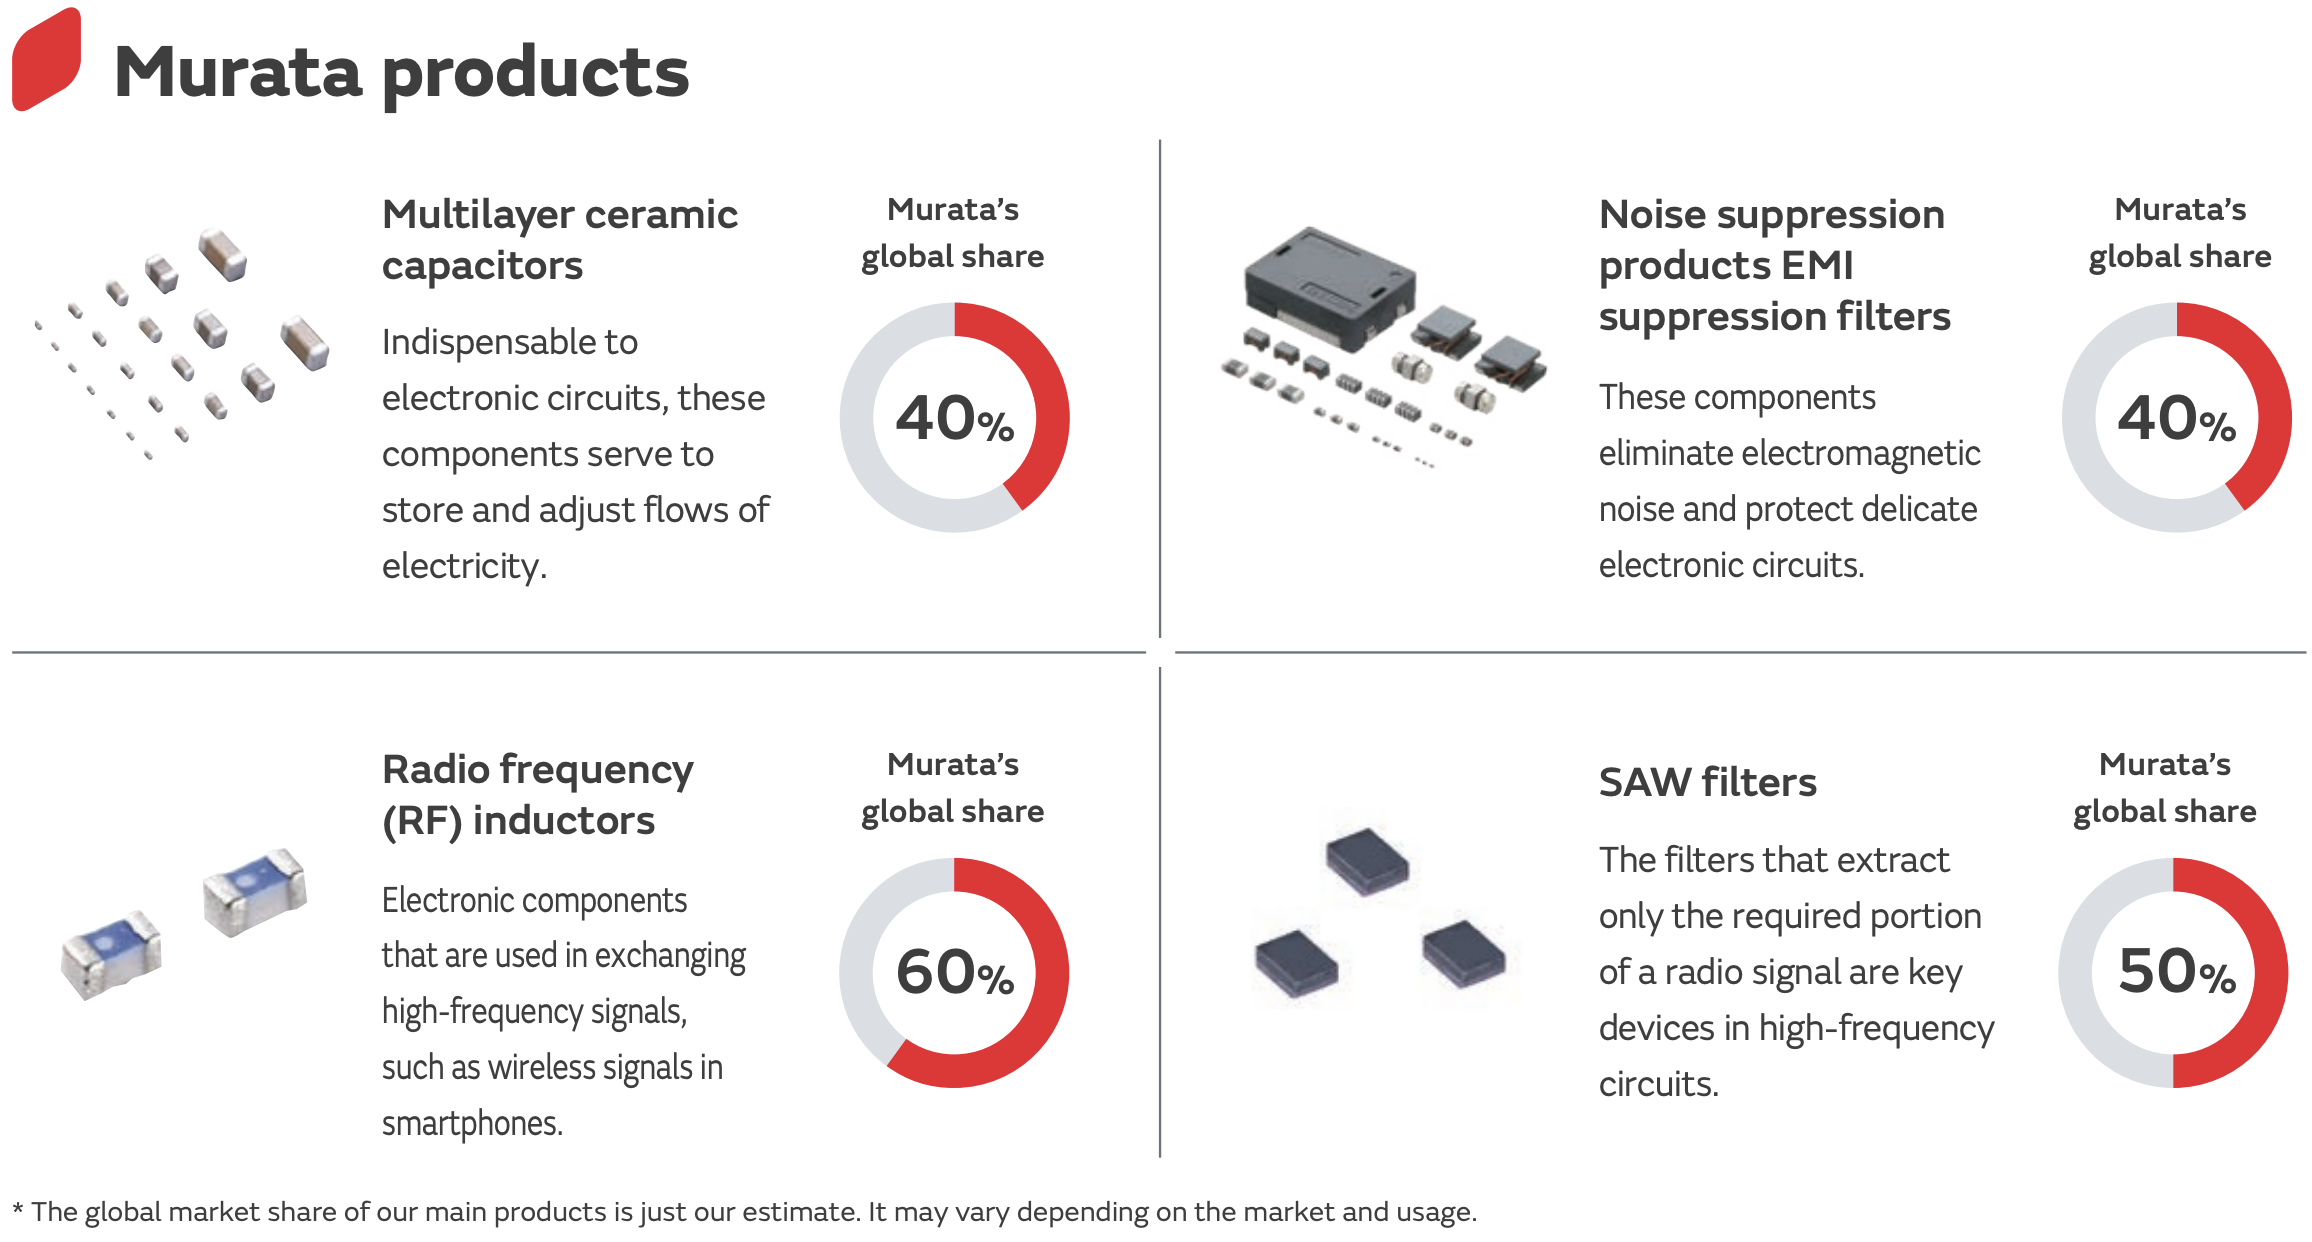 Murata products
Multilayer ceramic
capacitors
Indispensable to
electronic circuits, these
components serve to
store and adjust flows of
electricity.
Murata’s
global share
40%
Noise suppression
products EMI
suppression filters
These components
eliminate electromagnetic
noise and protect delicate
electronic circuits.
Murata’s
global share
40%
Radio frequency
(RF) inductors
Electronic components
that are used in exchanging
high-frequency signals,
such as wireless signals in
smartphones.
Murata’s
global share
60%
SAW filters
The filters that extract
only the required portion
of a radio signal are key
devices in high-frequency
circuits.
Murata’s
global share
50%
* The global market share of our main products is just our estimate. It may vary depending on the market and usage.